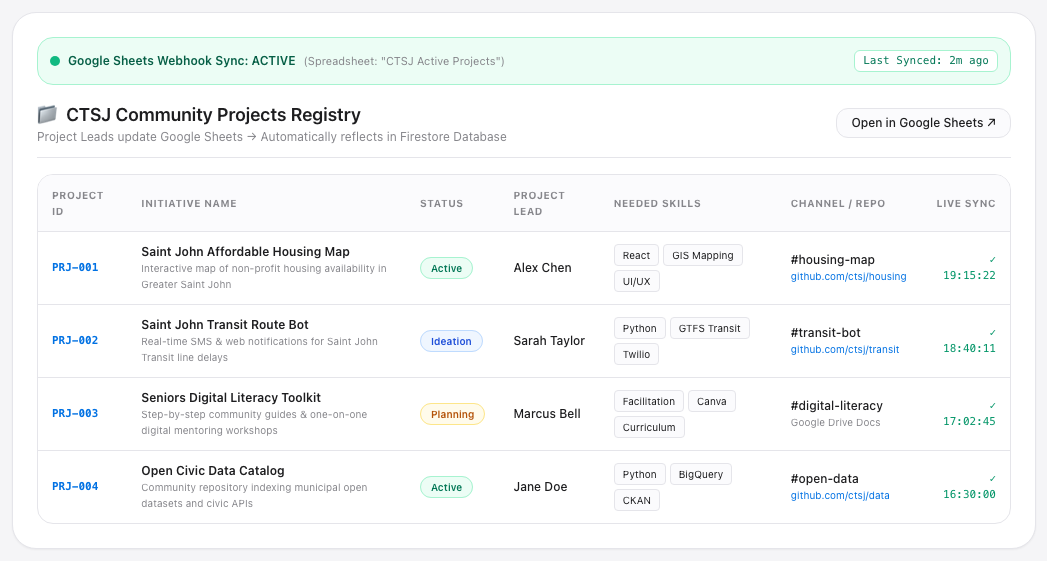 Google Sheets Webhook Sync: ACTIVE (Spreadsheet: "CTSJ Active Projects")
Last Synced: 2m ago
CTSJ Community Projects Registry
Project Leads update Google Sheets → Automatically reflects in Firestore Database
Open in Google Sheets ↗
PROJECT
ID
INITIATIVE NAME
STATUS
PROJECT
LEAD
NEEDED SKILLS
CHANNEL / REPO
LIVE SYNC
PRJ-001
Saint John Affordable Housing Map
Interactive map of non-profit housing availability in
Greater Saint John
Active
Alex Chen
React GIS Mapping
UI/UX
#housing-map
github.com/ctsj/housing
✓
19:15:22
PRJ-002
Saint John Transit Route Bot
Real-time SMS & web notifications for Saint John
Transit line delays
Ideation
Sarah Taylor
Python GTFS Transit
Twilio
#transit-bot
github.com/ctsj/transit
✓
18:40:11
PRJ-003
Seniors Digital Literacy Toolkit
Step-by-step community guides & one-on-one
digital mentoring workshops
Planning
Marcus Bell
Facilitation Canva
Curriculum
#digital-literacy
Google Drive Docs
✓
17:02:45
PRJ-004
Open Civic Data Catalog
Community repository indexing municipal open
datasets and civic APIs
Active
Jane Doe
Python BigQuery
CKAN
#open-data
github.com/ctsj/data
✓
16:30:00